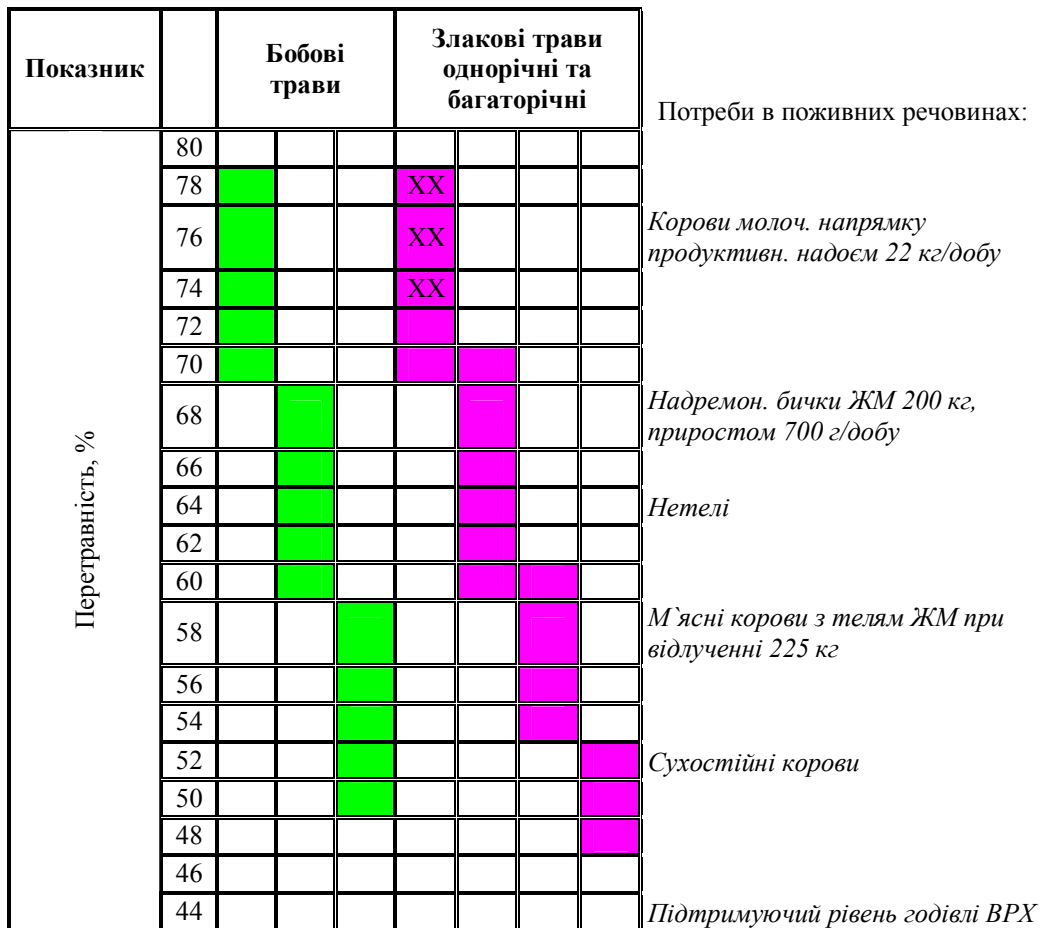 Показник
Бобові
трави
Злакові трави
однорічні та
багаторічні
Потреби в поживних речовинах:
Перетравність, %
80
78
XX
76
XX
Корови молоч. напрямку
продуктивн. надоєм 22 кг/добу
74
XX
72
70
68
Надремон. бички ЖМ 200 кг,
приростом 700 г/добу
66
64
Нетелі
62
60
58
М`ясні корови з телям ЖМ при
відлученні 225 кг
56
54
52
Сухостійні корови
50
48
46
44
Підтримуючий рівень годівлі ВРХ